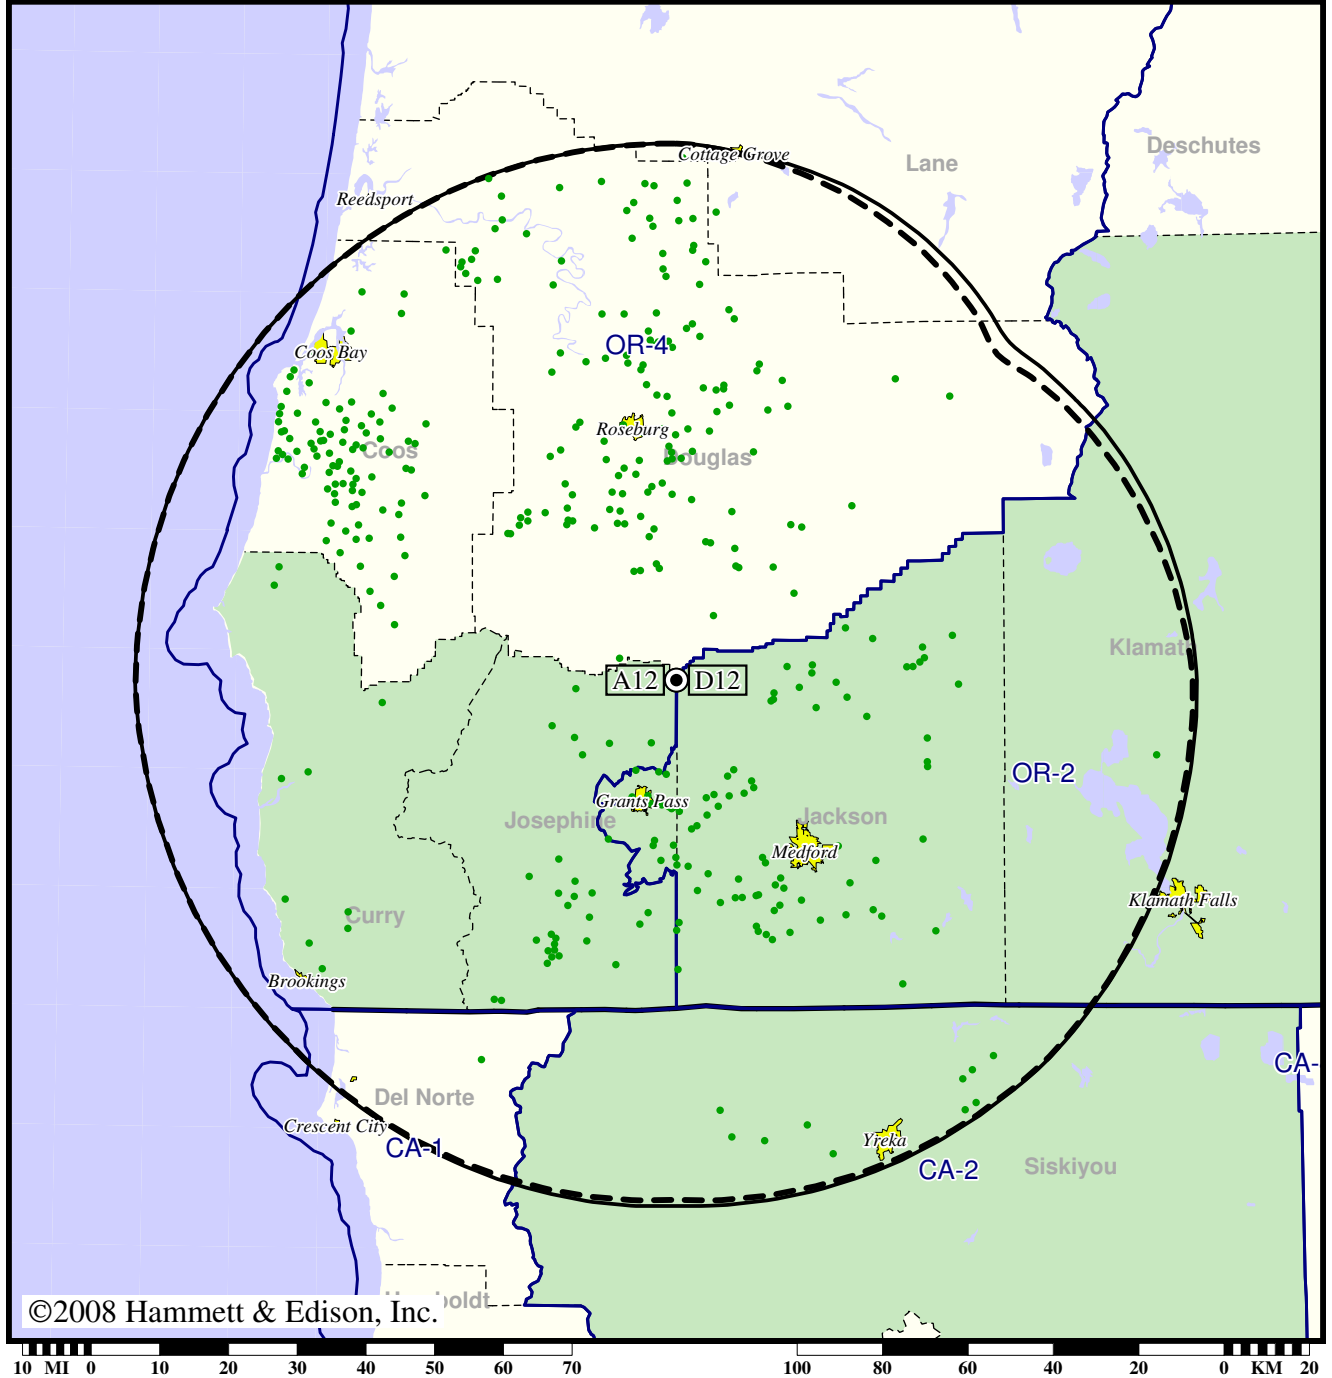 Cottage Grove
Deschutes
Lane
Reedsport
Coos Bay
OR-4
Roseburg
Coos
Douglas
Klamath
A12
D12
OR-2
Grants Pass
Josephine
Jackson
Medford
Curry
Klamath Falls
Brookings
CA-
Del Norte
Crescent City
CA-1
Yreka
CA-2
Siskiyou
©2008 Hammett & Edison, Inc.
10 MI 0 10 20 30 40 50 60 70 100 80 60 40 20 0 KM 20